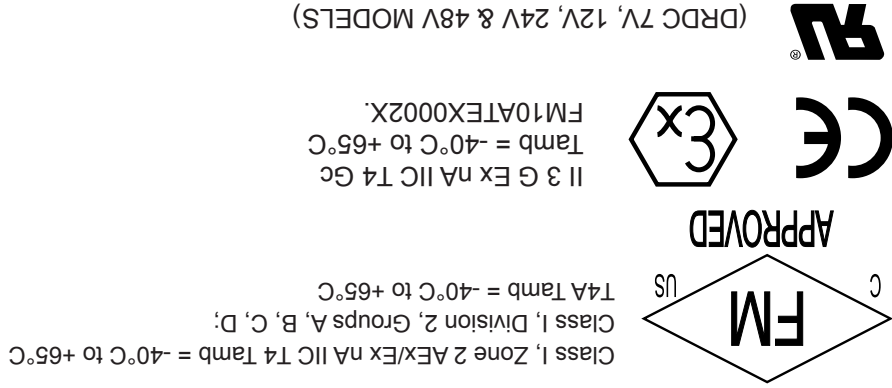 FM
C US
APPROVED
Class I, Zone 2 AEx/Ex nA IIC T4 Tamb = -40°C to +65°C
Class I, Division 2, Groups A, B, C, D;
T4A Tamb = -40°C to +65°C
CE
Ex
II 3 G Ex nA IIC T4 Gc
Tamb = -40°C to +65°C
FM10ATEX0002X.
RU®
(DRDC 7V, 12V, 24V & 48V MODELS)